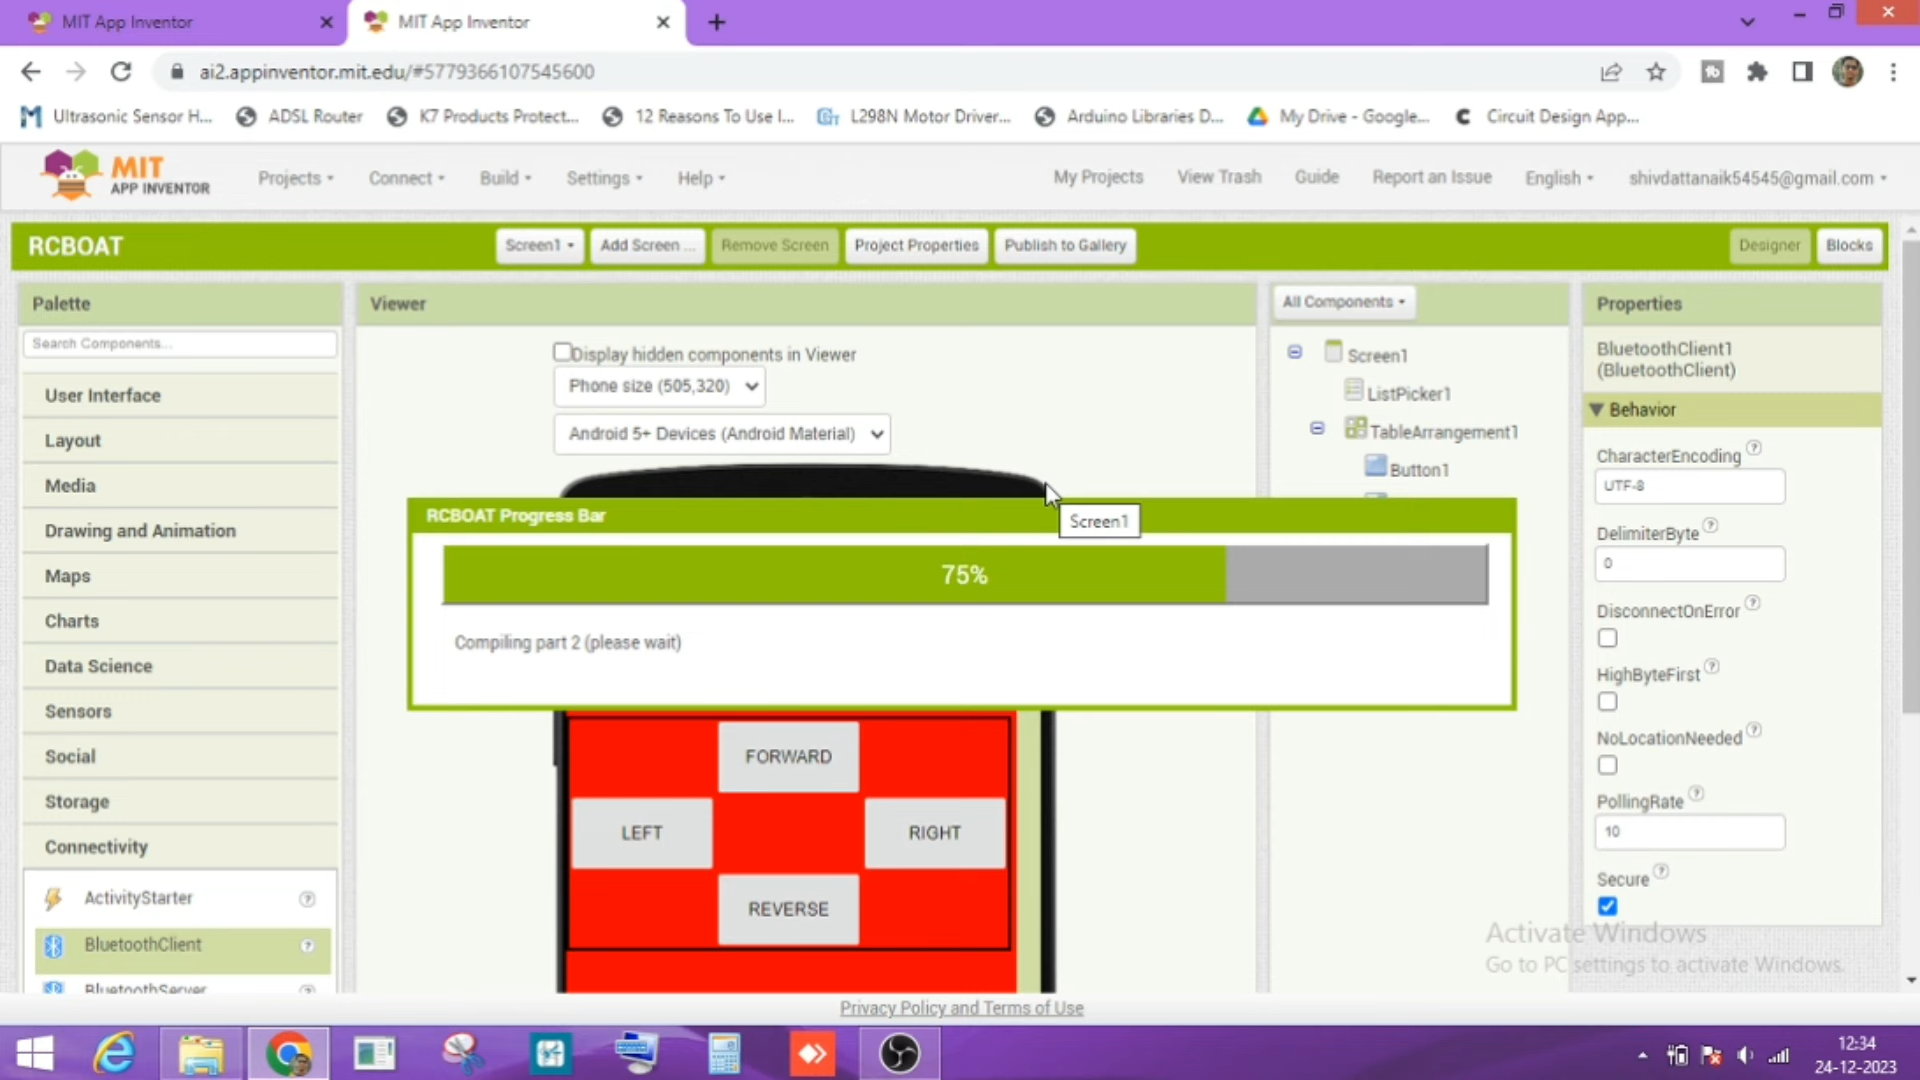 MIT App Inventor
MIT App Inventor
ai2.appinventor.mit.edu/#5779366107545600
Ultrasonic Sensor H...
ADSL Router
K7 Products Protect...
12 Reasons To Use I...
L298N Motor Driver...
Arduino Libraries D...
My Drive - Google...
Circuit Design App...
MIT
APP INVENTOR
Projects
Connect
Build
Settings
Help
My Projects
View Trash
Guide
Report an Issue
English
shivdattanaik54545@gmail.com
RCBOAT
Screen1
Add Screen ...
Remove Screen
Project Properties
Publish to Gallery
Designer
Blocks
Palette
Search Components...
User Interface
Layout
Media
Drawing and Animation
Maps
Charts
Data Science
Sensors
Social
Storage
Connectivity
ActivityStarter
BluetoothClient
BluetoothServer
Viewer
Display hidden components in Viewer
Phone size (505,320)
Android 5+ Devices (Android Material)
RCBOAT Progress Bar
Screen1
75%
Compiling part 2 (please wait)
FORWARD
LEFT
RIGHT
REVERSE
All Components
Screen1
ListPicker1
TableArrangement1
Button1
Properties
BluetoothClient1
(BluetoothClient)
Behavior
CharacterEncoding
UTF-8
DelimiterByte
0
DisconnectOnError
HighByteFirst
NoLocationNeeded
PollingRate
10
Secure
Activate Windows
Go to PC settings to activate Windows.
Privacy Policy and Terms of Use
12:34
24-12-2023